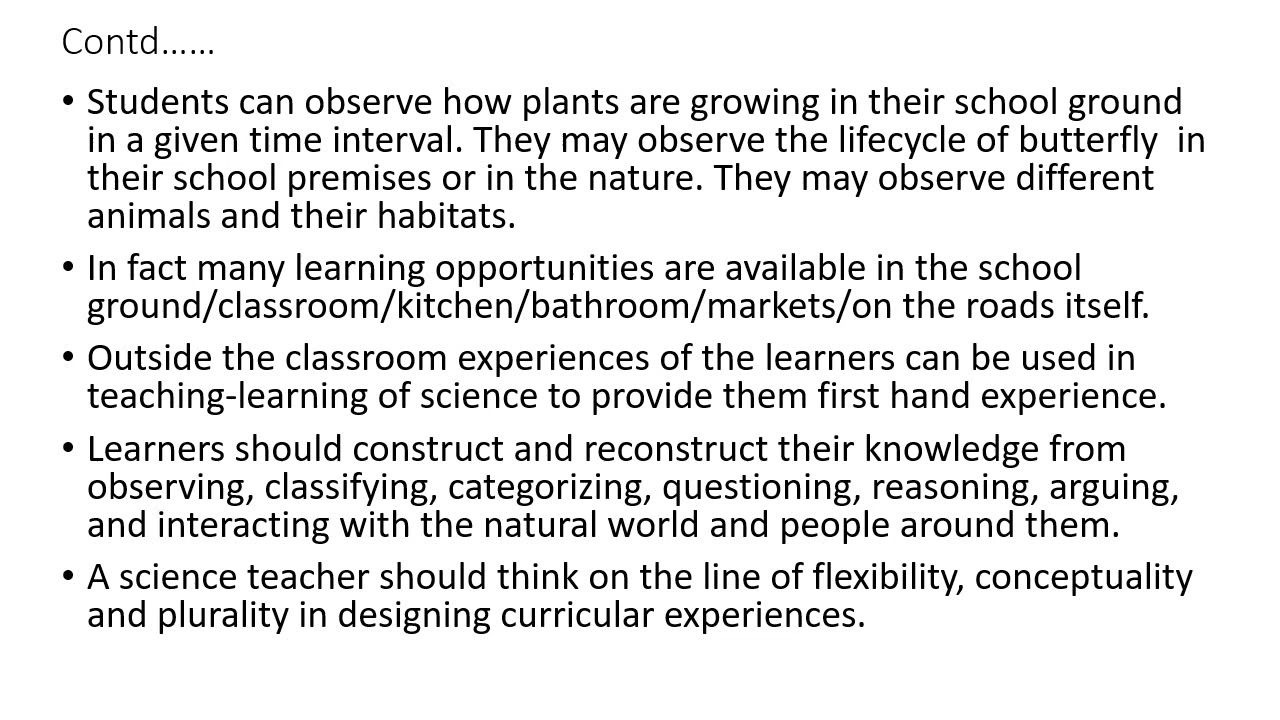 Contd……
• Students can observe how plants are growing in their school ground
in a given time interval. They may observe the lifecycle of butterfly  in
their school premises or in the nature. They may observe different
animals and their habitats.
• In fact many learning opportunities are available in the school
ground/classroom/kitchen/bathroom/markets/on the roads itself.
• Outside the classroom experiences of the learners can be used in
teaching-learning of science to provide them first hand experience.
• Learners should construct and reconstruct their knowledge from
observing, classifying, categorizing, questioning, reasoning, arguing,
and interacting with the natural world and people around them.
• A science teacher should think on the line of flexibility, conceptuality
and plurality in designing curricular experiences.